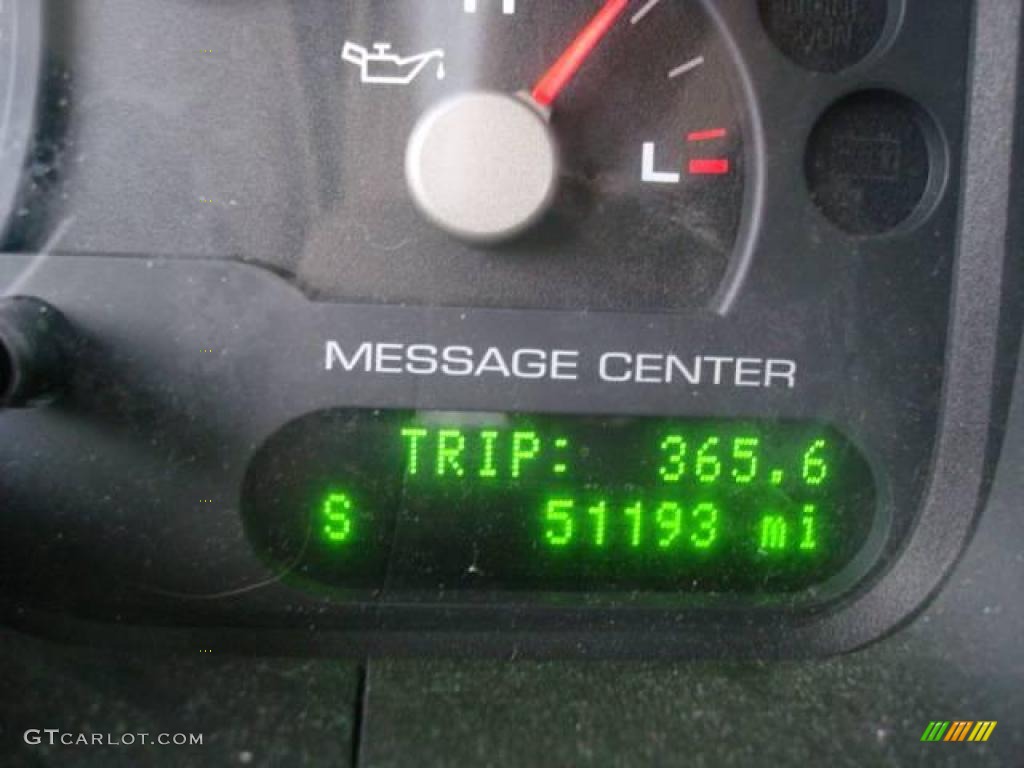 H
L
MESSAGE CENTER
TRIP: 365.6
S 51193 mi
GTCARLOT.COM